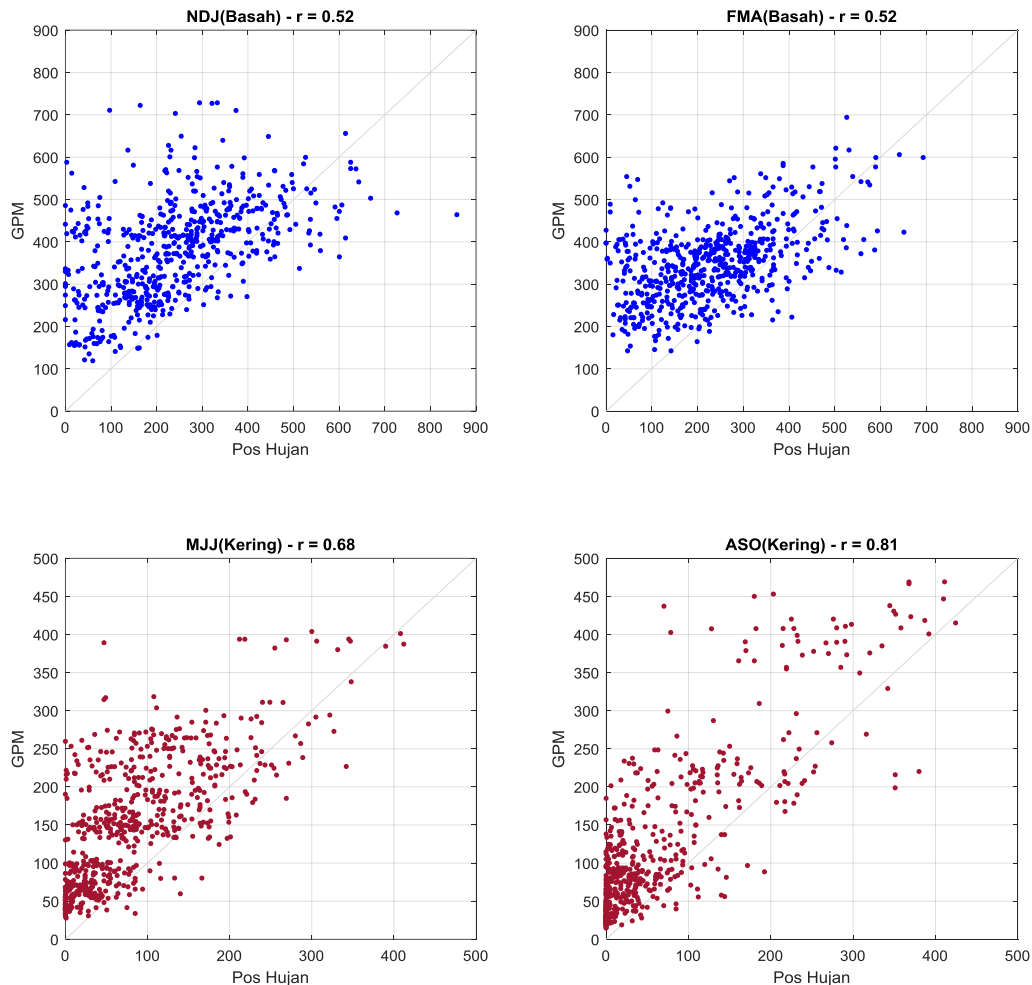 NDJ(Basah) - r = 0.52
900
800
700
600
500
400
300
200
100
0
GPM
0 100 200 300 400 500 600 700 800 900
Pos Hujan
FMA(Basah) - r = 0.52
900
800
700
600
500
400
300
200
100
0
GPM
0 100 200 300 400 500 600 700 800 900
Pos Hujan
MJJ(Kering) - r = 0.68
500
450
400
350
300
250
200
150
100
50
0
GPM
0 100 200 300 400 500
Pos Hujan
ASO(Kering) - r = 0.81
500
450
400
350
300
250
200
150
100
50
0
GPM
0 100 200 300 400 500
Pos Hujan